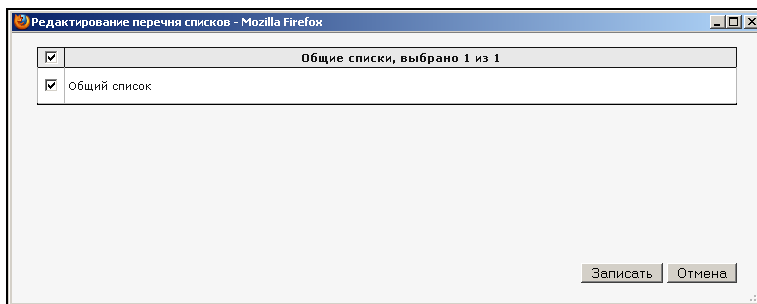 Редактирование перечня списков - Mozilla Firefox
Общие списки, выбрано 1 из 1
Общий список
Записать Отмена